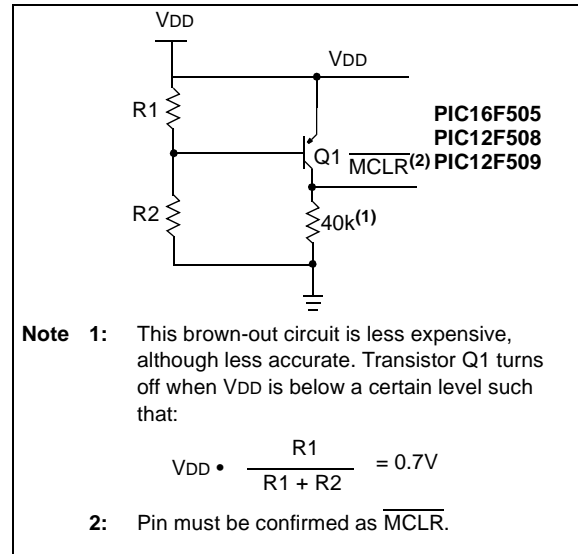 VDD
VDD
R1
PIC16F505
PIC12F508
Q1 MCLR(2) PIC12F509
R2
40k(1)
Note 1: This brown-out circuit is less expensive,
although less accurate. Transistor Q1 turns
off when VDD is below a certain level such
that:
VDD • R1 / R1 + R2 = 0.7V
2: Pin must be confirmed as MCLR.